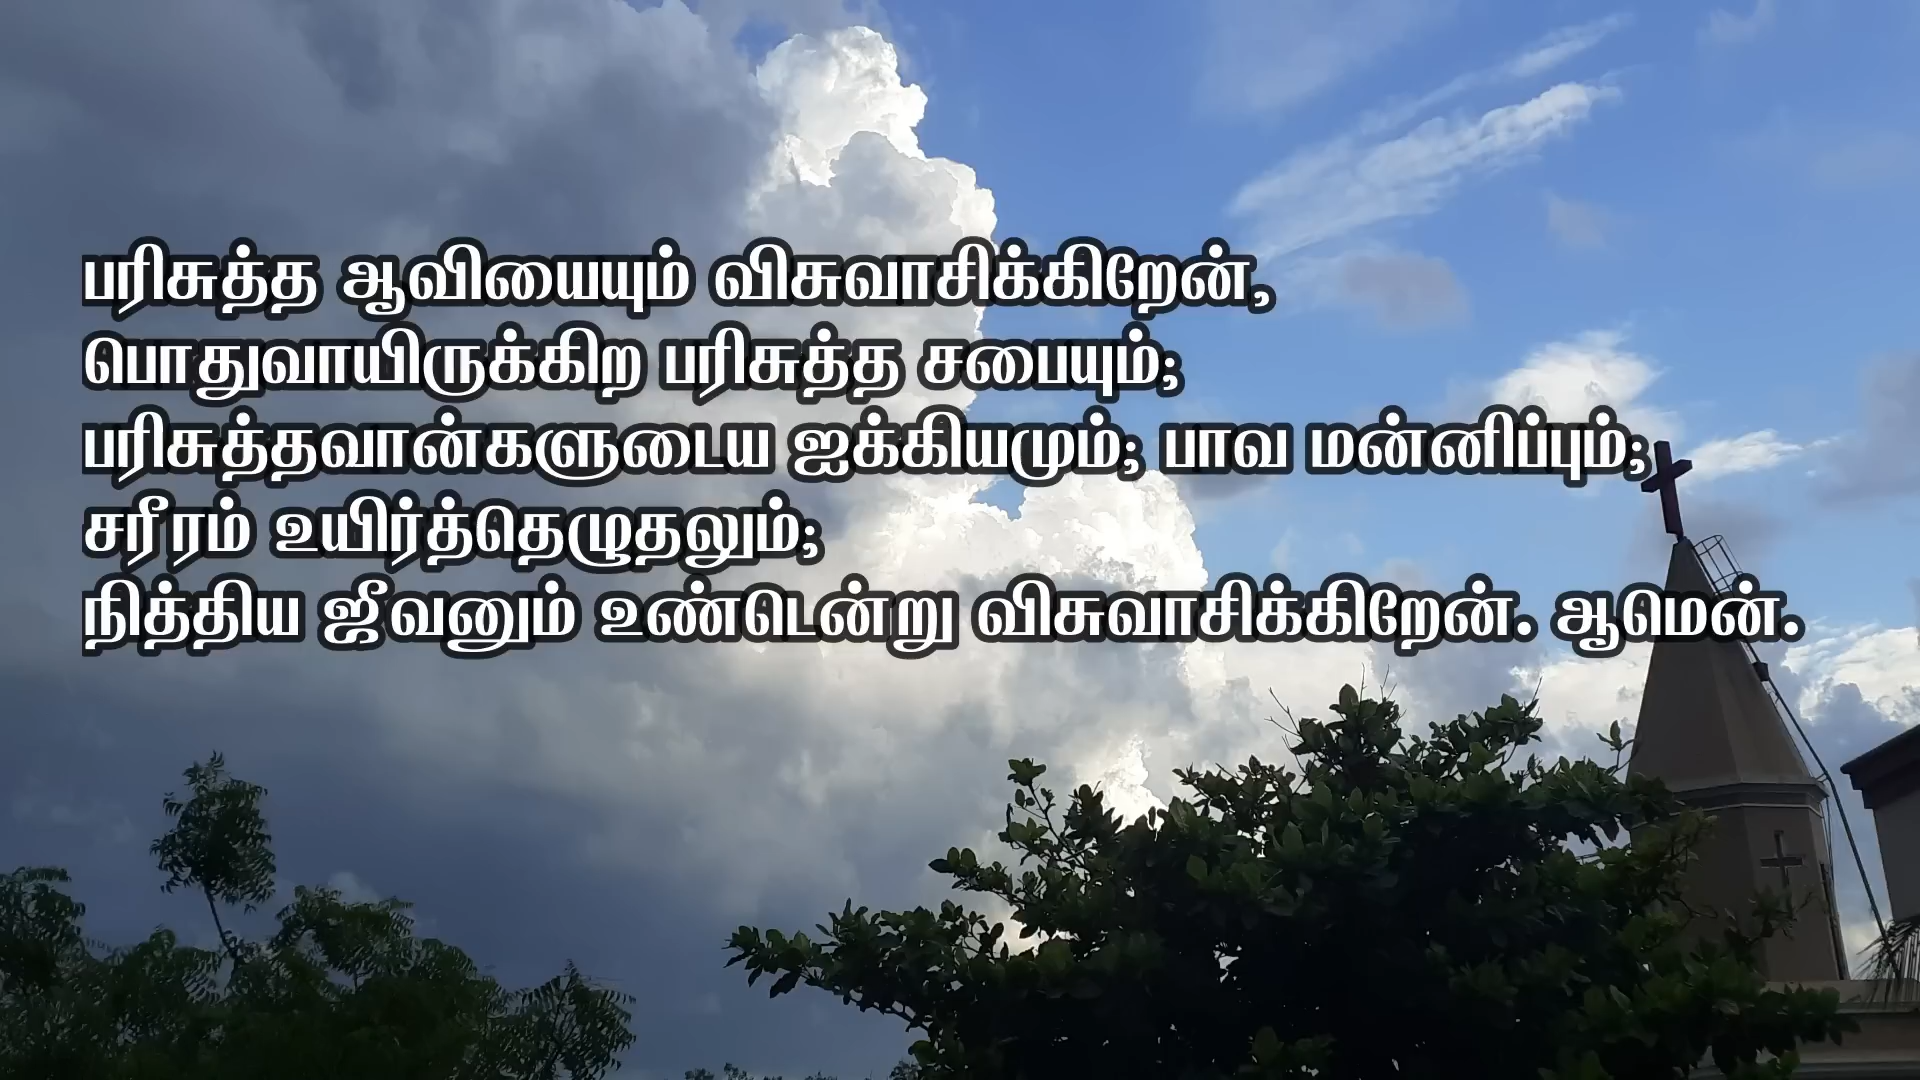 பரிசுத்த ஆவியையும் விசுவாசிக்கிறேன்,
பொதுவாயிருக்கிற பரிசுத்த சபையும்;
பரிசுத்தவான்களுடைய ஐக்கியமும்; பாவ மன்னிப்பும்;
சரீரம் உயிர்த்தெழுதலும்;
நித்திய ஜீவனும் உண்டென்று விசுவாசிக்கிறேன். ஆமென்.